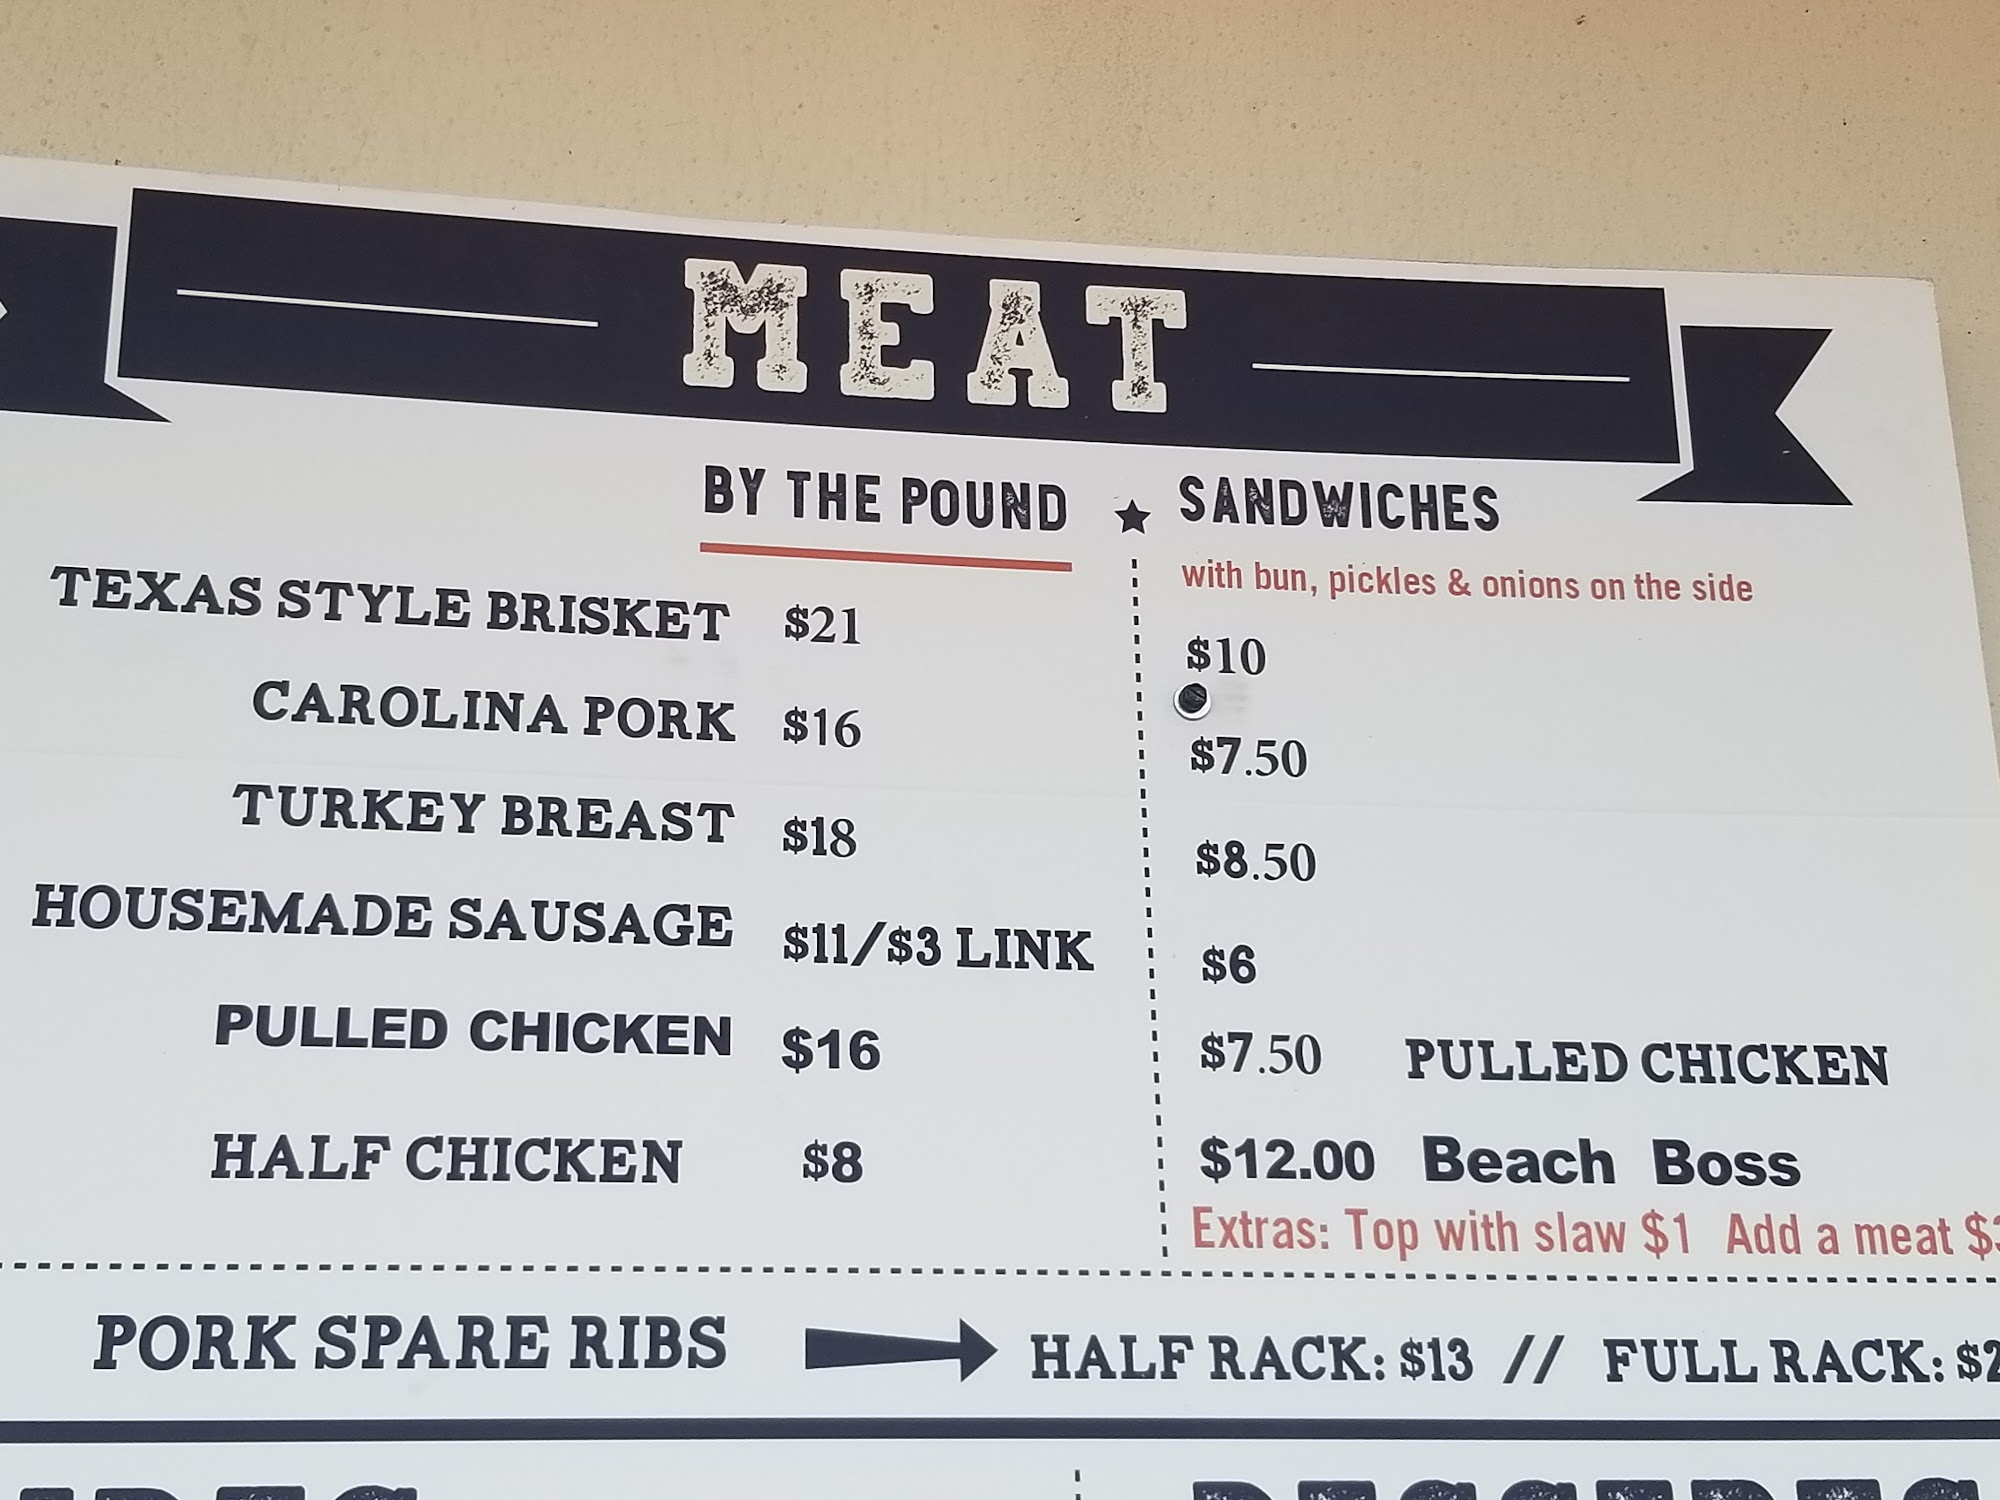 MEAT
BY THE POUND ★ SANDWICHES
with bun, pickles & onions on the side
TEXAS STYLE BRISKET $21 $10
CAROLINA PORK $16 $7.50
TURKEY BREAST $18 $8.50
HOUSEMADE SAUSAGE $11/$3 LINK $6
PULLED CHICKEN $16 $7.50 PULLED CHICKEN
HALF CHICKEN $8 $12.00 Beach Boss
Extras: Top with slaw $1 Add a meat
PORK SPARE RIBS HALF RACK: $13 // FULL RACK: